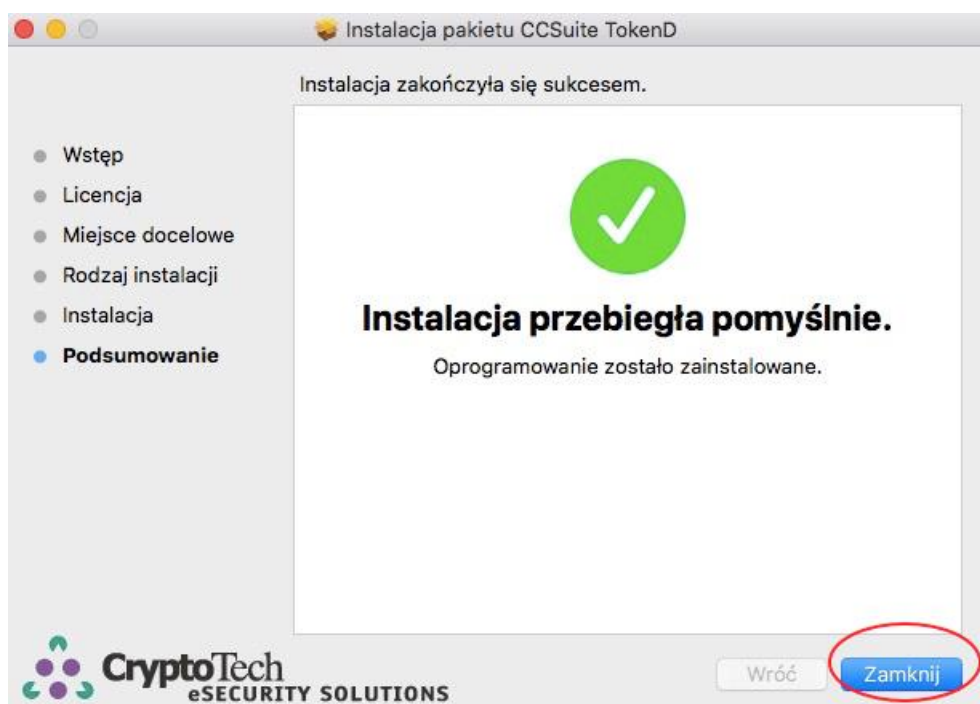 Instalacja pakietu CCSuite TokenD
Instalacja zakończyła się sukcesem.
Wstęp
Licencja
Miejsce docelowe
Rodzaj instalacji
Instalacja
Podsumowanie
Instalacja przebiegła pomyślnie.
Oprogramowanie zostało zainstalowane.
CryptoTech
eSECURITY SOLUTIONS
Wróć
Zamknij